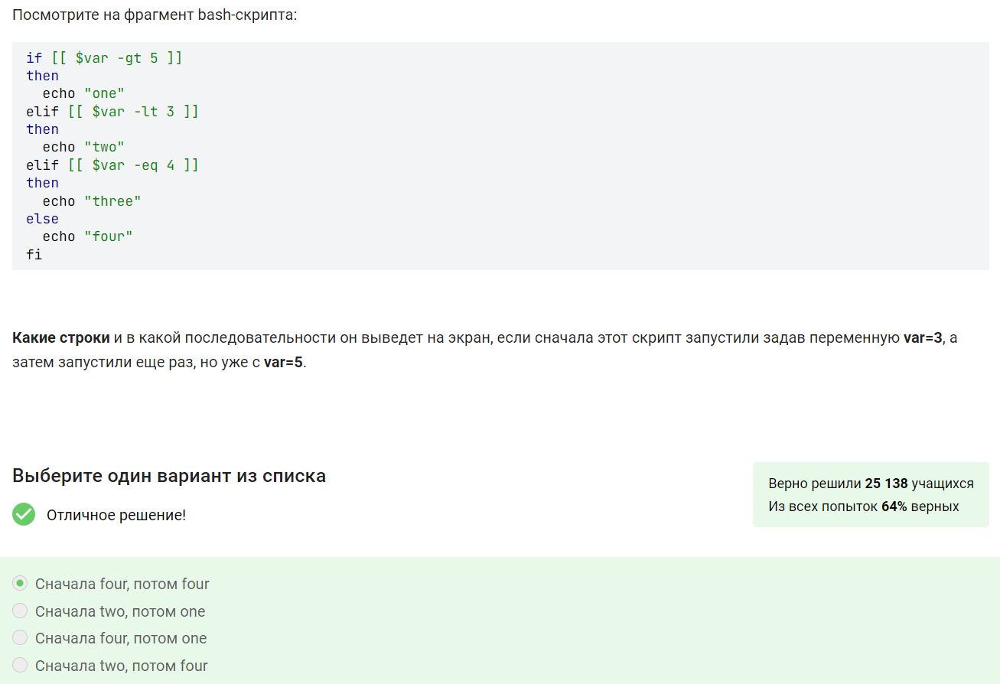 Посмотрите на фрагмент bash-скрипта:
if [[ $var -gt 5 ]]
then
  echo "one"
elif [[ $var -lt 3 ]]
then
  echo "two"
elif [[ $var -eq 4 ]]
then
  echo "three"
else
  echo "four"
fi
Какие строки и в какой последовательности он выведет на экран, если сначала этот скрипт запустили задав переменную var=3, а
затем запустили еще раз, но уже с var=5.
Выберите один вариант из списка
Отличное решение!
Верно решили 25 138 учащихся
Из всех попыток 64% верных
Сначала four, потом four
Сначала two, потом one
Сначала four, потом one
Сначала two, потом four